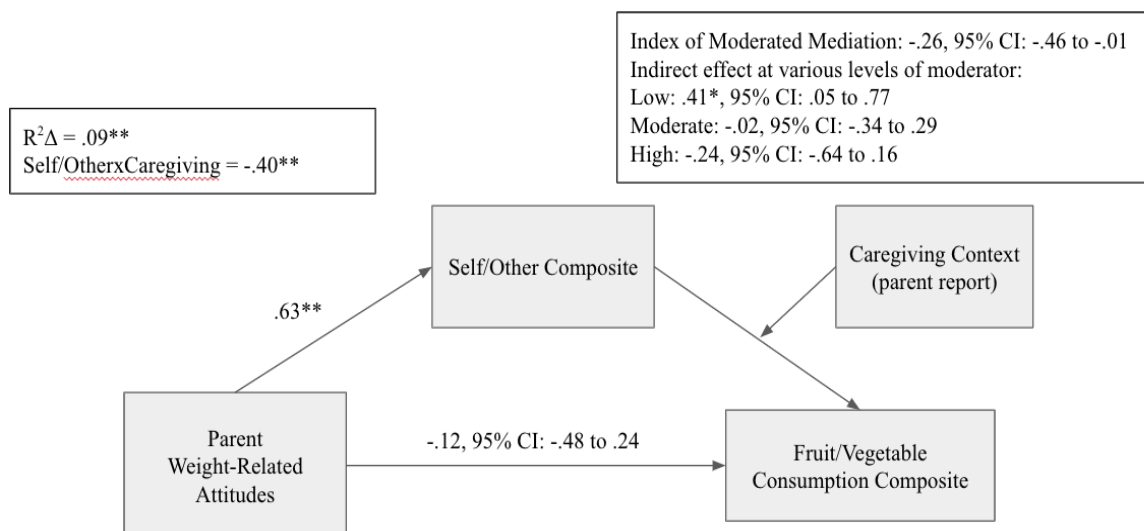 Index of Moderated Mediation: -.26, 95% CI: -.46 to -.01
Indirect effect at various levels of moderator:
Low: .41*, 95% CI: .05 to .77
Moderate: -.02, 95% CI: -.34 to .29
High: -.24, 95% CI: -.64 to .16
R²Δ = .09**
Self/OtherxCaregiving = -.40**
Self/Other Composite
Caregiving Context
(parent report)
.63**
Parent
Weight-Related
Attitudes
-.12, 95% CI: -.48 to .24
Fruit/Vegetable
Consumption Composite